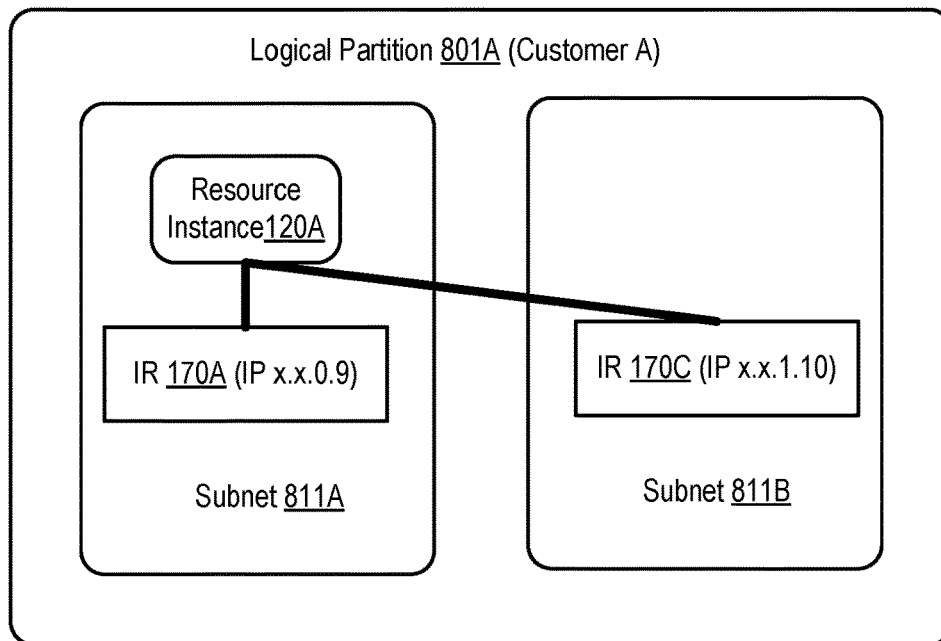 Logical Partition 801A (Customer A)
Resource
Instance120A
IR 170A (IP x.x.0.9)
IR 170C (IP x.x.1.10)
Subnet 811A
Subnet 811B